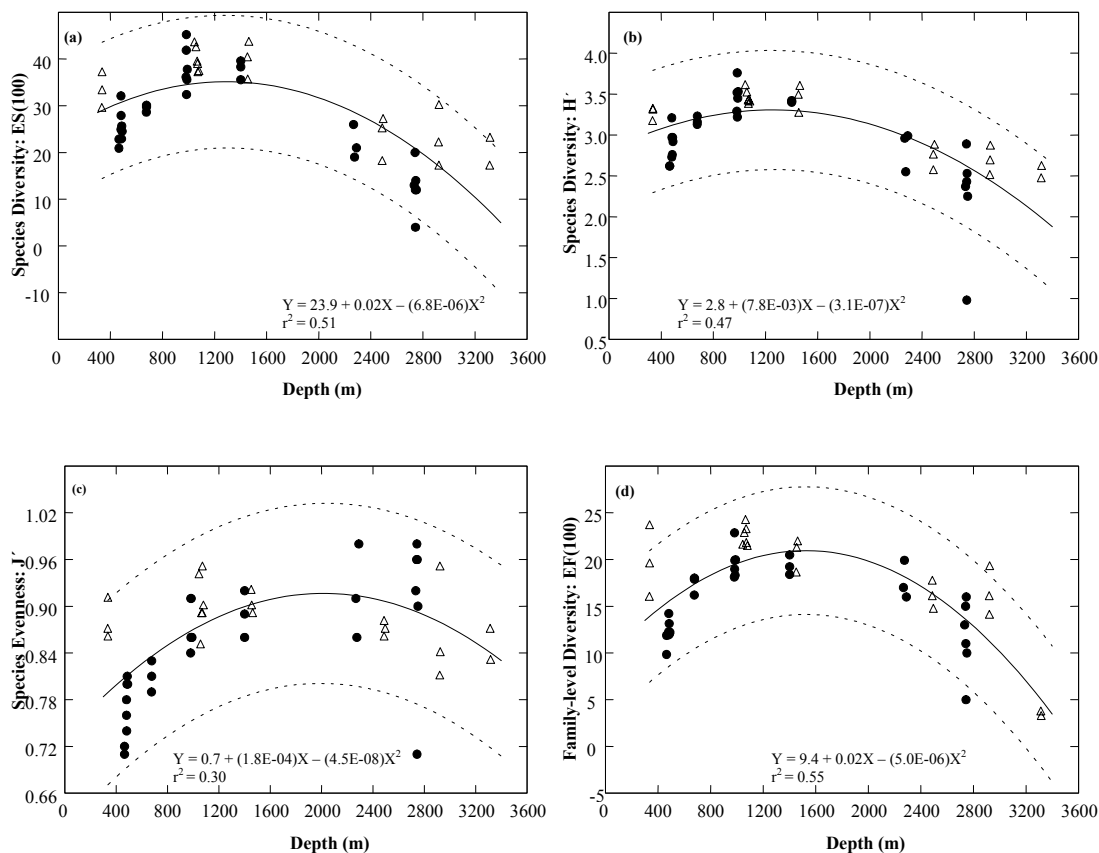 (a)
Species Diversity: ES(100)
40
30
20
10
0
-10
Y = 23.9 + 0.02X – (6.8E-06)X²
r² = 0.51
0 400 800 1200 1600 2000 2400 2800 3200 3600
Depth (m)
(b)
Species Diversity: H´
4.5
4.0
3.5
3.0
2.5
2.0
1.5
1.0
0.5
Y = 2.8 + (7.8E-03)X – (3.1E-07)X²
r² = 0.47
0 400 800 1200 1600 2000 2400 2800 3200 3600
Depth (m)
(c)
Species Evenness: J´
1.02
0.96
0.90
0.84
0.78
0.72
0.66
Y = 0.7 + (1.8E-04)X – (4.5E-08)X²
r² = 0.30
0 400 800 1200 1600 2000 2400 2800 3200 3600
Depth (m)
(d)
Family-level Diversity: EF(100)
25
20
15
10
5
0
-5
Y = 9.4 + 0.02X – (5.0E-06)X²
r² = 0.55
0 400 800 1200 1600 2000 2400 2800 3200 3600
Depth (m)